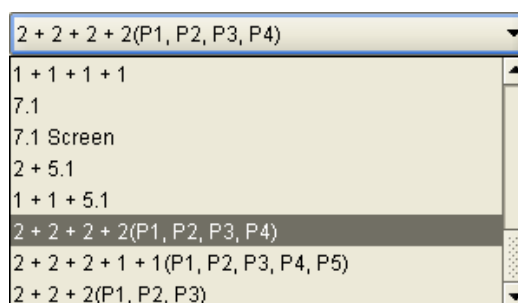 2 + 2 + 2 + 2(P1, P2, P3, P4)
1 + 1 + 1 + 1
7.1
7.1 Screen
2 + 5.1
1 + 1 + 5.1
2 + 2 + 2 + 2(P1, P2, P3, P4)
2 + 2 + 2 + 1 + 1(P1, P2, P3, P4, P5)
2 + 2 + 2(P1, P2, P3)